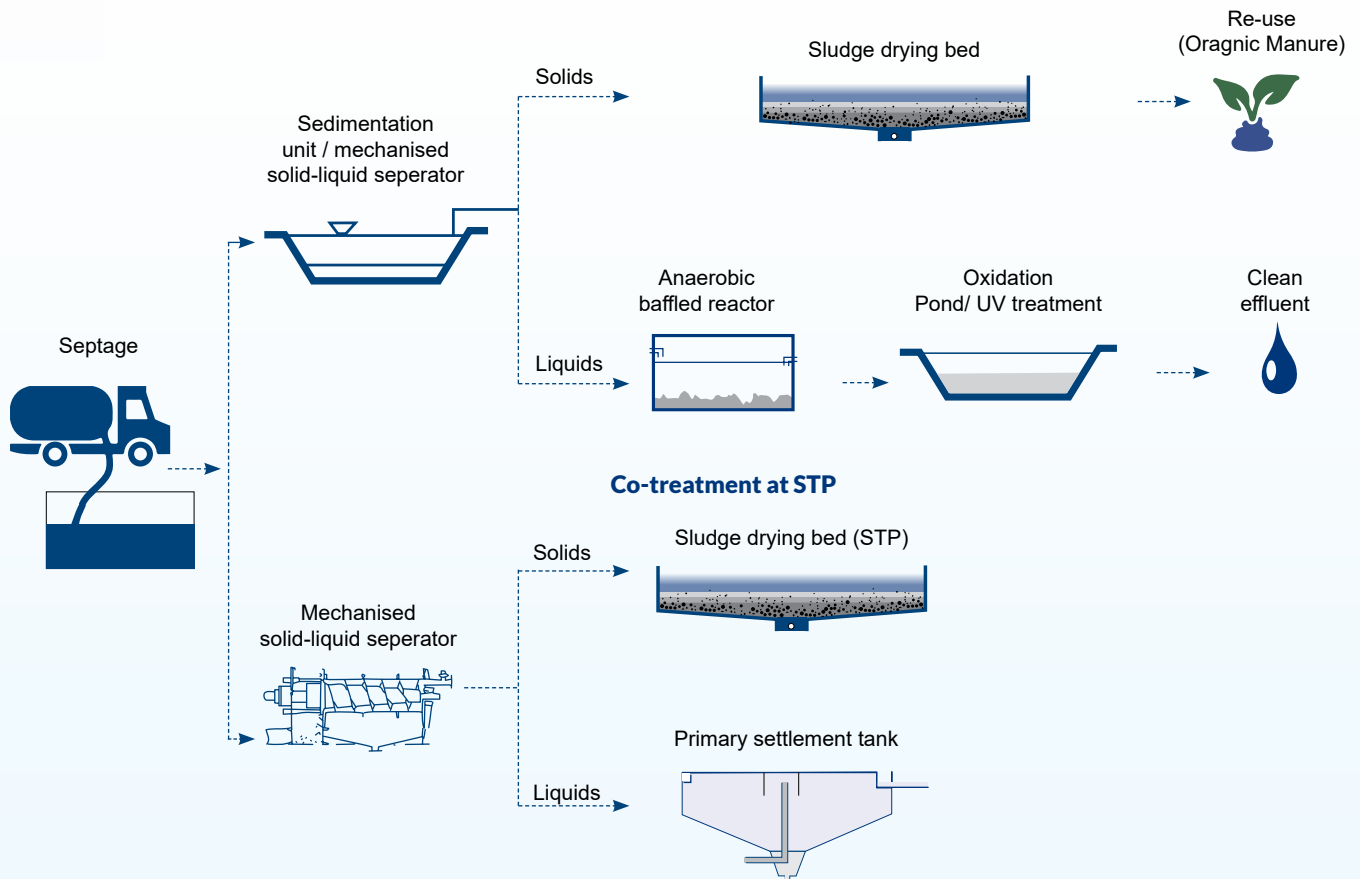 Re-use
(Oragnic Manure)
Sludge drying bed
Solids
Sedimentation
unit / mechanised
solid-liquid seperator
Anaerobic
baffled reactor
Oxidation
Pond/ UV treatment
Clean
effluent
Septage
Liquids
Co-treatment at STP
Sludge drying bed (STP)
Solids
Mechanised
solid-liquid seperator
Primary settlement tank
Liquids